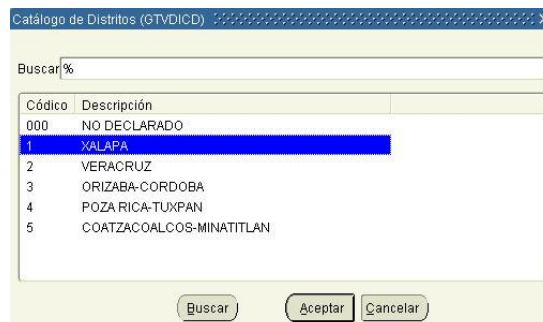 Catálogo de Distritos (GTVDICD)
Buscar %
Código Descripción
000 NO DECLARADO
1 XALAPA
2 VERACRUZ
3 ORIZABA-CORDOBA
4 POZA RICA-TUXPAN
5 COATZACOALCOS-MINATITLAN
Buscar Aceptar Cancelar